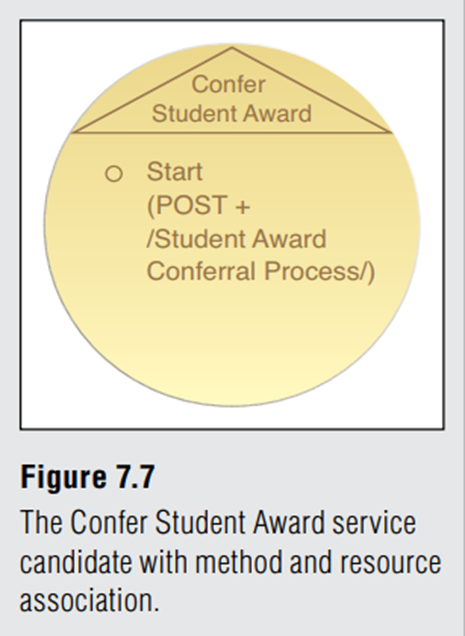 Confer
Student Award
Start
(POST +
/Student Award
Conferral Process/)
Figure 7.7
The Confer Student Award service
candidate with method and resource
association.